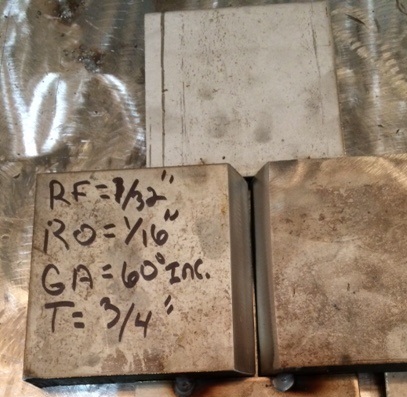 RF=3/32"
RO=1/16"
GA=60° INC.
T=3/4"